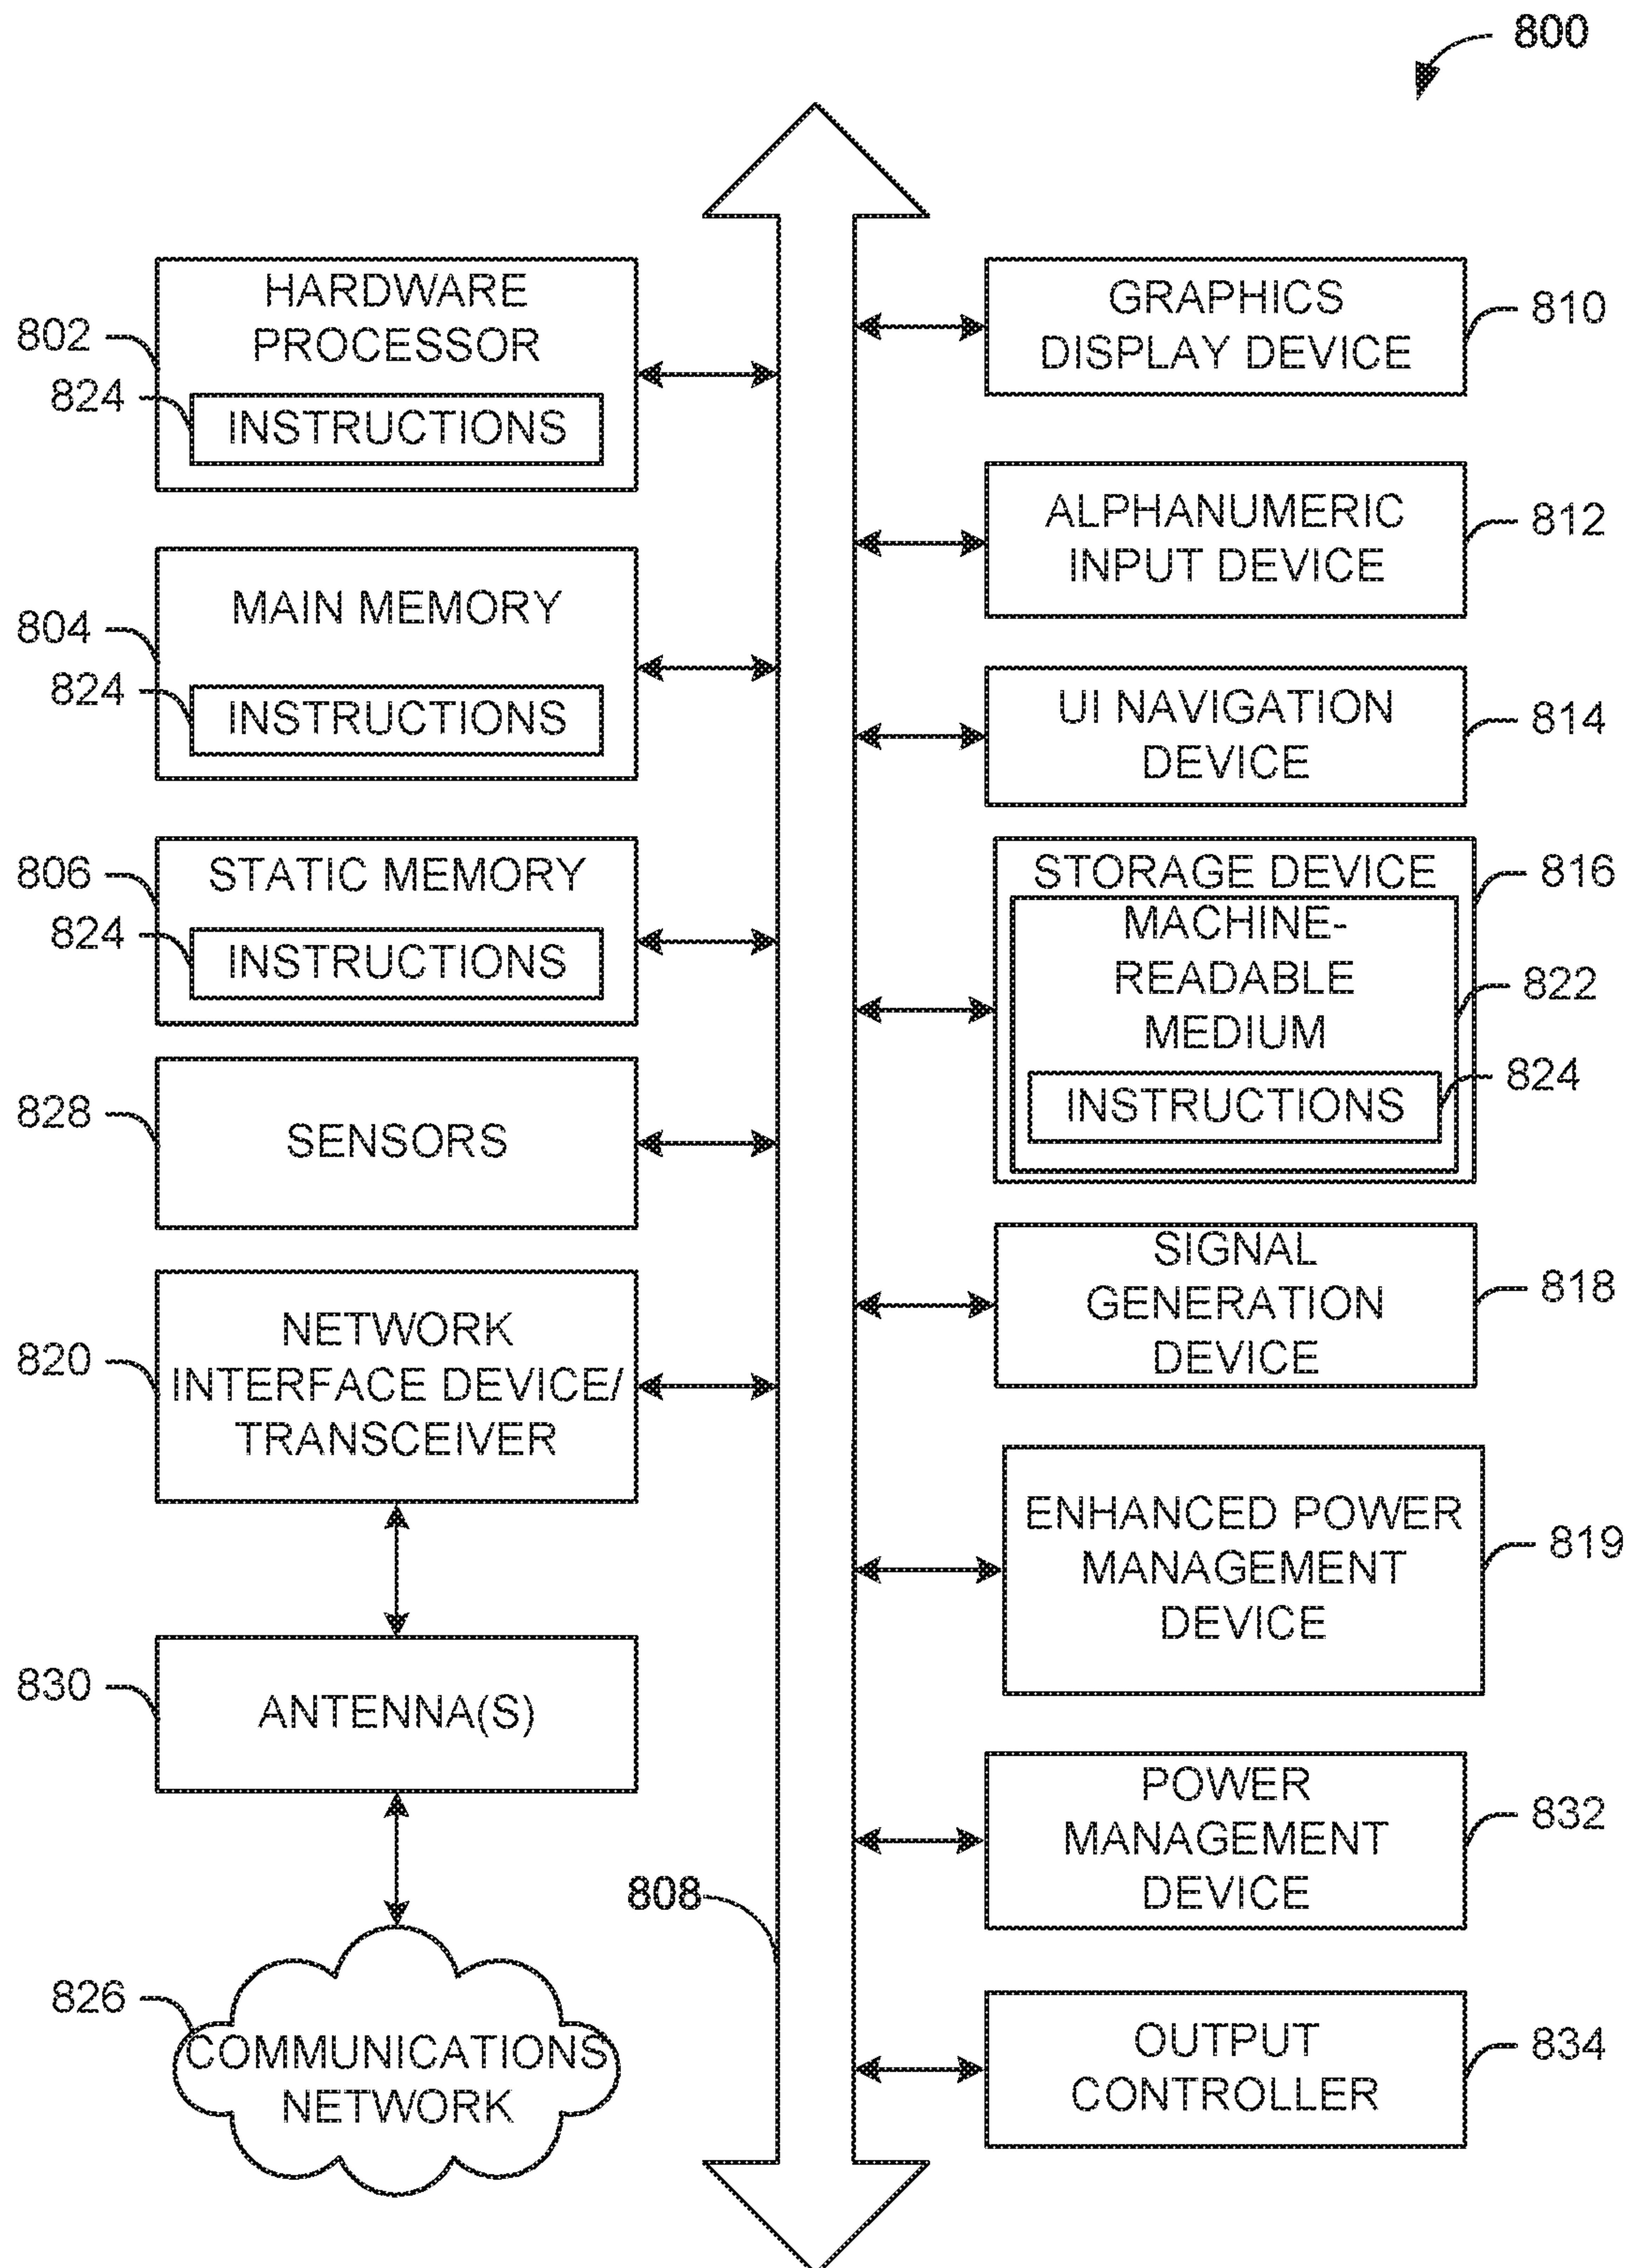 800
HARDWARE
PROCESSOR
802
824
INSTRUCTIONS
MAIN MEMORY
804
824
INSTRUCTIONS
STATIC MEMORY
806
824
INSTRUCTIONS
828
SENSORS
NETWORK
INTERFACE DEVICE/
TRANSCEIVER
820
830
ANTENNA(S)
826
COMMUNICATIONS
NETWORK
808
GRAPHICS
DISPLAY DEVICE
810
ALPHANUMERIC
INPUT DEVICE
812
UI NAVIGATION
DEVICE
814
STORAGE DEVICE
816
MACHINE-
READABLE
MEDIUM
822
INSTRUCTIONS
824
SIGNAL
GENERATION
DEVICE
818
ENHANCED POWER
MANAGEMENT
DEVICE
819
POWER
MANAGEMENT
DEVICE
832
OUTPUT
CONTROLLER
834